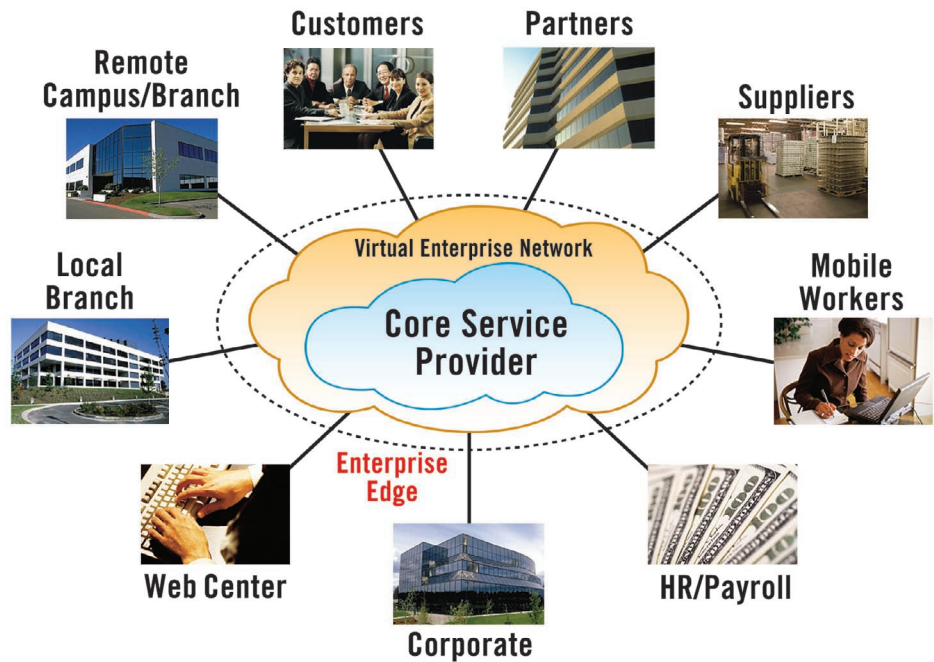 Customers
Partners
Remote
Campus/Branch
Suppliers
Virtual Enterprise Network
Local
Branch
Mobile
Workers
Core Service
Provider
Enterprise
Edge
Web Center
HR/Payroll
Corporate